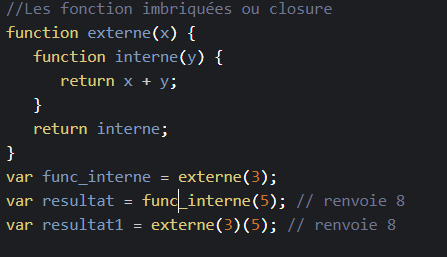 //Les fonction imbriquées ou closure
function externe(x) {
function interne(y) {
return x + y;
}
return interne;
}
var func_interne = externe(3);
var resultat = func_interne(5); // renvoie 8
var resultat1 = externe(3)(5); // renvoie 8